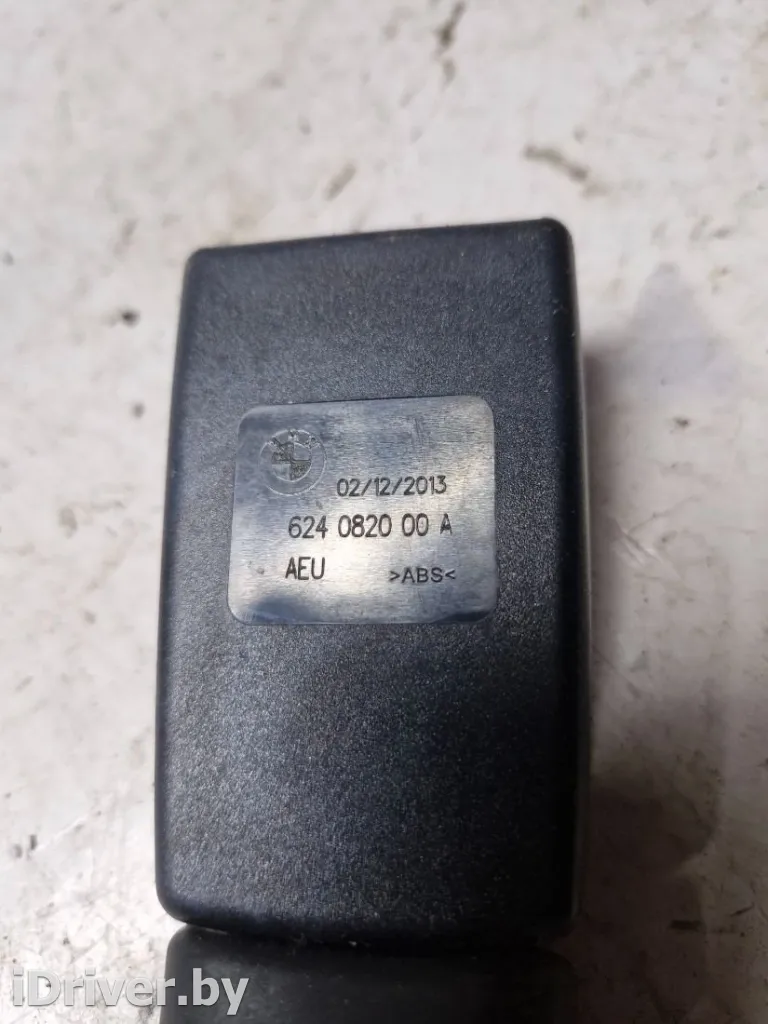 02/12/2013
624 0820 00 A
AEU >ABS<
iDriver.by